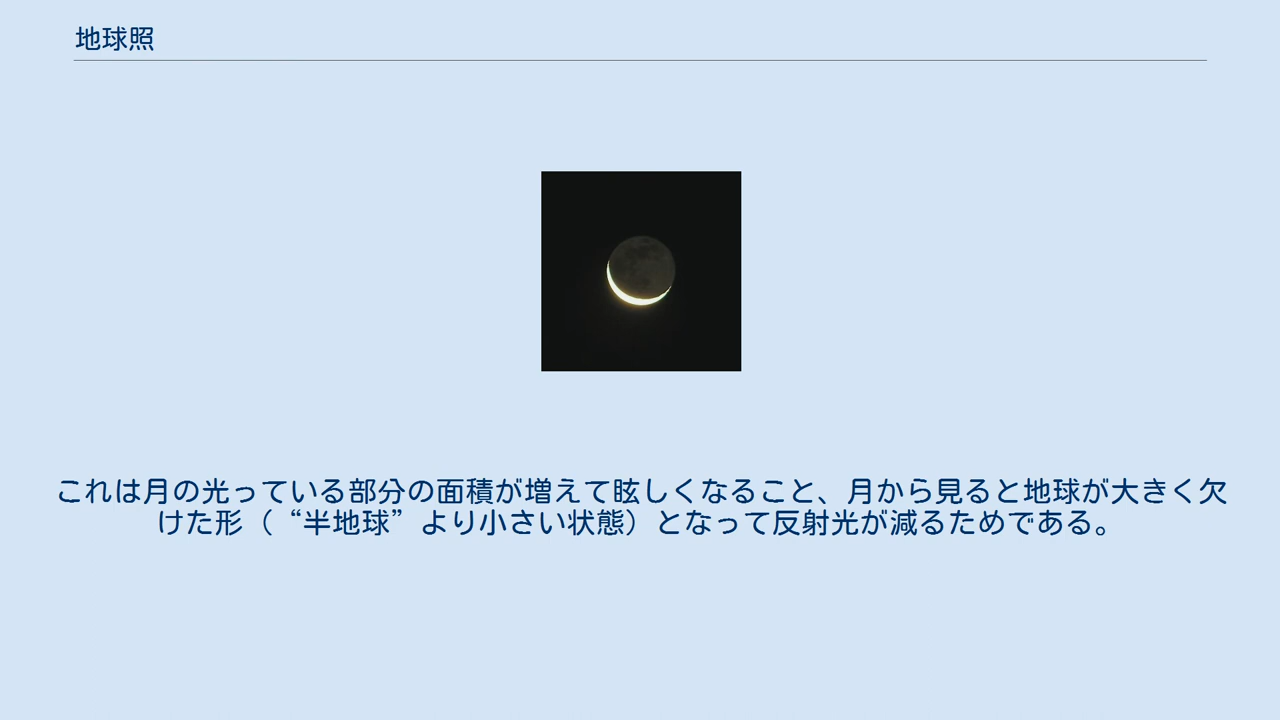 地球照
これは月の光っている部分の面積が増えて眩しくなること、月から見ると地球が大きく欠
けた形（“半地球”より小さい状態）となって反射光が減るためである。